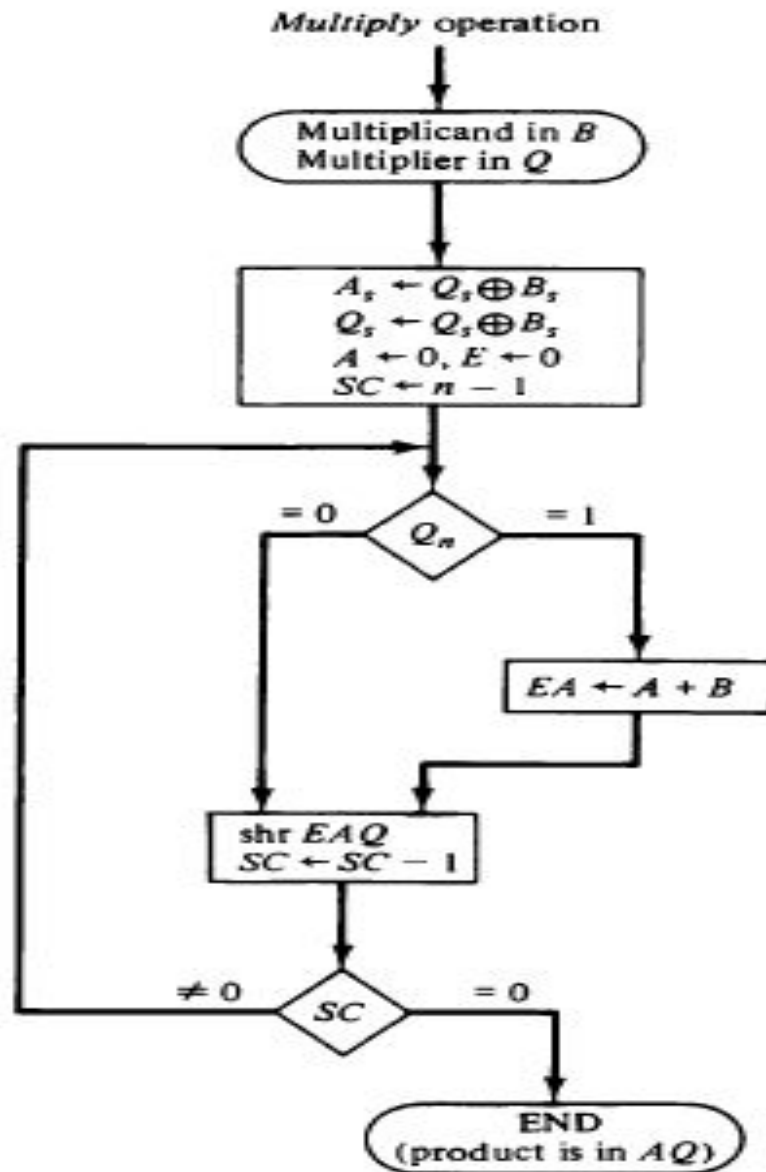 Multiply operation
Multiplicand in B
Multiplier in Q
Aₛ ← Qₛ ⊕ Bₛ
Qₛ ← Qₛ ⊕ Bₛ
A ← 0, E ← 0
SC ← n − 1
= 0
= 1
Qₙ
EA ← A + B
shr EAQ
SC ← SC − 1
≠ 0
= 0
SC
END
(product is in AQ)